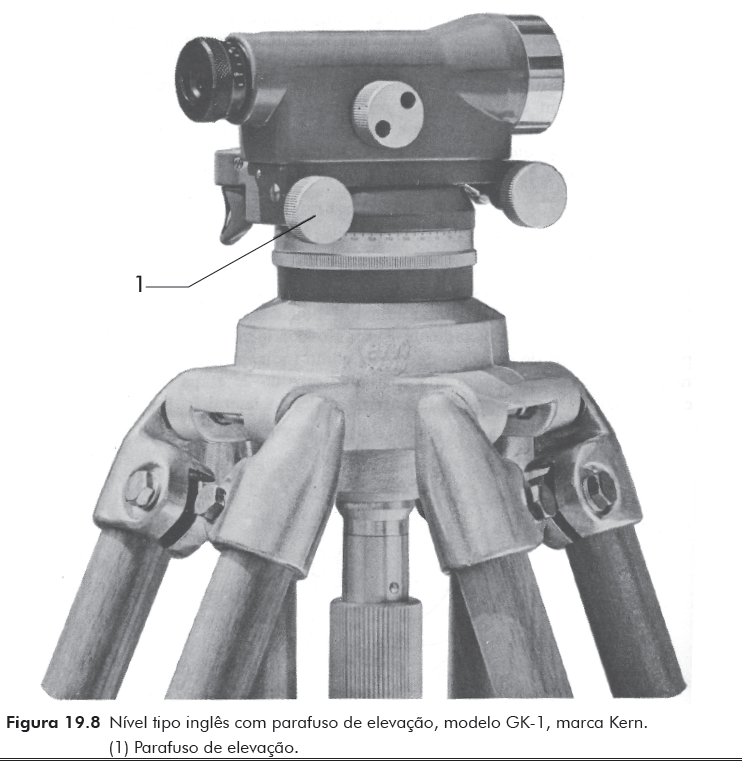 Kern
1
Figura 19.8 Nível tipo inglês com parafuso de elevação, modelo GK-1, marca Kern.
(1) Parafuso de elevação.